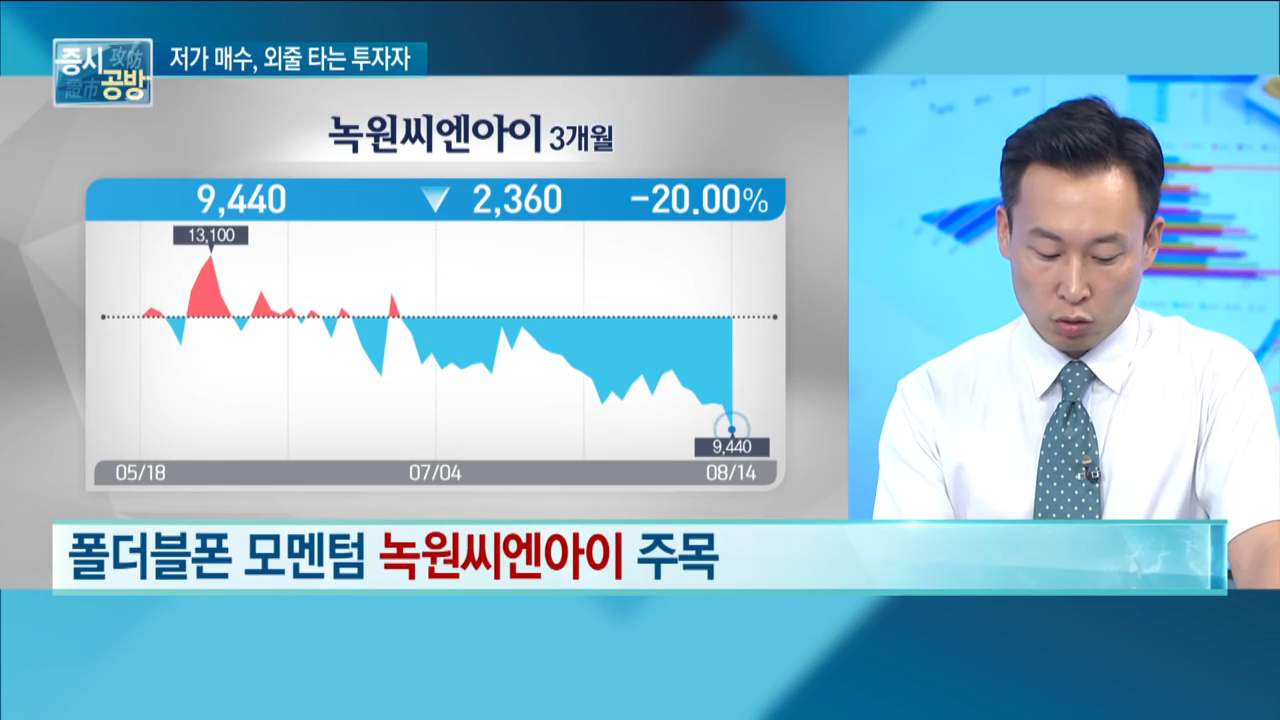 증시 攻防
證市 공방
저가 매수, 외줄 타는 투자자
녹원씨엔아이 3개월
9,440 ▼ 2,360 -20.00%
13,100
9,440
05/18 07/04 08/14
폴더블폰 모멘텀 녹원씨엔아이 주목